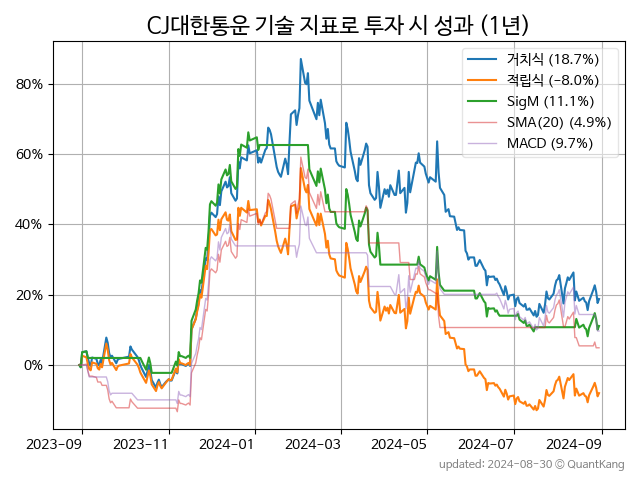 CJ대한통운 기술 지표로 투자 시 성과 (1년)
거치식 (18.7%)
적립식 (−8.0%)
SigM (11.1%)
SMA(20) (4.9%)
MACD (9.7%)
80%
60%
40%
20%
0%
2023-09 2023-11 2024-01 2024-03 2024-05 2024-07 2024-09
updated: 2024-08-30 © QuantKang